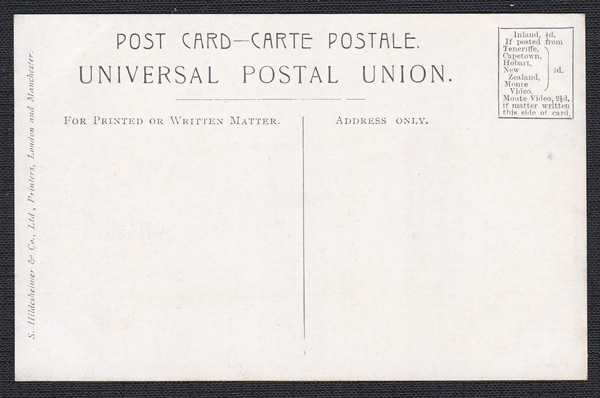 POST CARD—CARTE POSTALE.
UNIVERSAL POSTAL UNION.
FOR PRINTED OR WRITTEN MATTER.
ADDRESS ONLY.
Inland, ½d.
If posted from
Teneriffe,
Capetown,
Hobart,
New 1d.
Zealand,
Monte
Video,
Monte Video, 2½d.
if matter written
this side of card.
S. Hildesheimer & Co., Ltd, Printers, London and Manchester.